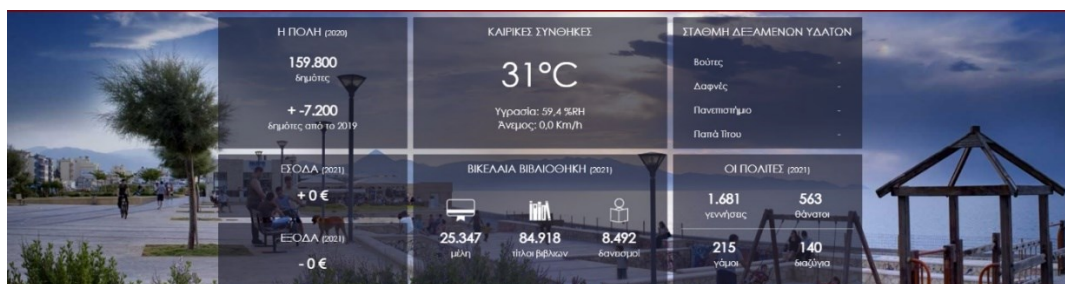 Η ΠΟΛΗ (2020)
159.800
δημότες
+ -7.200
δημότες από το 2019
ΚΑΙΡΙΚΕΣ ΣΥΝΘΗΚΕΣ
31°C
Υγρασία: 59,4 %RH
Άνεμος: 0,0 Km/h
ΣΤΑΘΜΗ ΔΕΞΑΜΕΝΩΝ ΥΔΑΤΩΝ
Βούτες -
Δαφνές -
Πανεπιστήμιο -
Παπά Τίτου -
ΕΣΟΔΑ (2021)
+ 0 €
ΕΞΟΔΑ (2021)
- 0 €
ΒΙΚΕΛΑΙΑ ΒΙΒΛΙΟΘΗΚΗ (2021)
25.347 84.918 8.492
μέλη τίτλοι βιβλίων δανεισμοί
ΟΙ ΠΟΛΙΤΕΣ (2021)
1.681 563
γεννήσεις θάνατοι
215 140
γάμοι διαζύγια